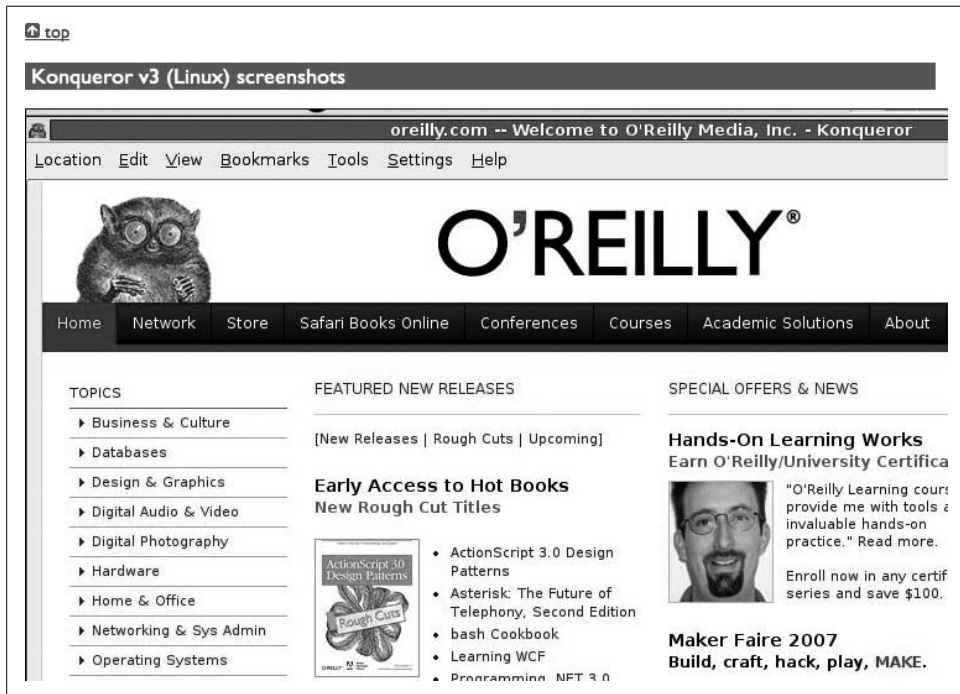 top
Konqueror v3 (Linux) screenshots
oreilly.com -- Welcome to O'Reilly Media, Inc. - Konqueror
Location Edit View Bookmarks Tools Settings Help
O'REILLY®
Home Network Store Safari Books Online Conferences Courses Academic Solutions About
TOPICS
Business & Culture
Databases
Design & Graphics
Digital Audio & Video
Digital Photography
Hardware
Home & Office
Networking & Sys Admin
Operating Systems
FEATURED NEW RELEASES
[New Releases | Rough Cuts | Upcoming]
Early Access to Hot Books
New Rough Cut Titles
ActionScript 3.0
Design Patterns
Rough Cuts
O'REILLY
ActionScript 3.0 Design
Patterns
Asterisk: The Future of
Telephony, Second Edition
bash Cookbook
Learning WCF
Programming .NET 3.0
SPECIAL OFFERS & NEWS
Hands-On Learning Works
Earn O'Reilly/University Certifica
"O'Reilly Learning cours
provide me with tools a
invaluable hands-on
practice." Read more.
Enroll now in any certif
series and save $100.
Maker Faire 2007
Build, craft, hack, play, MAKE.